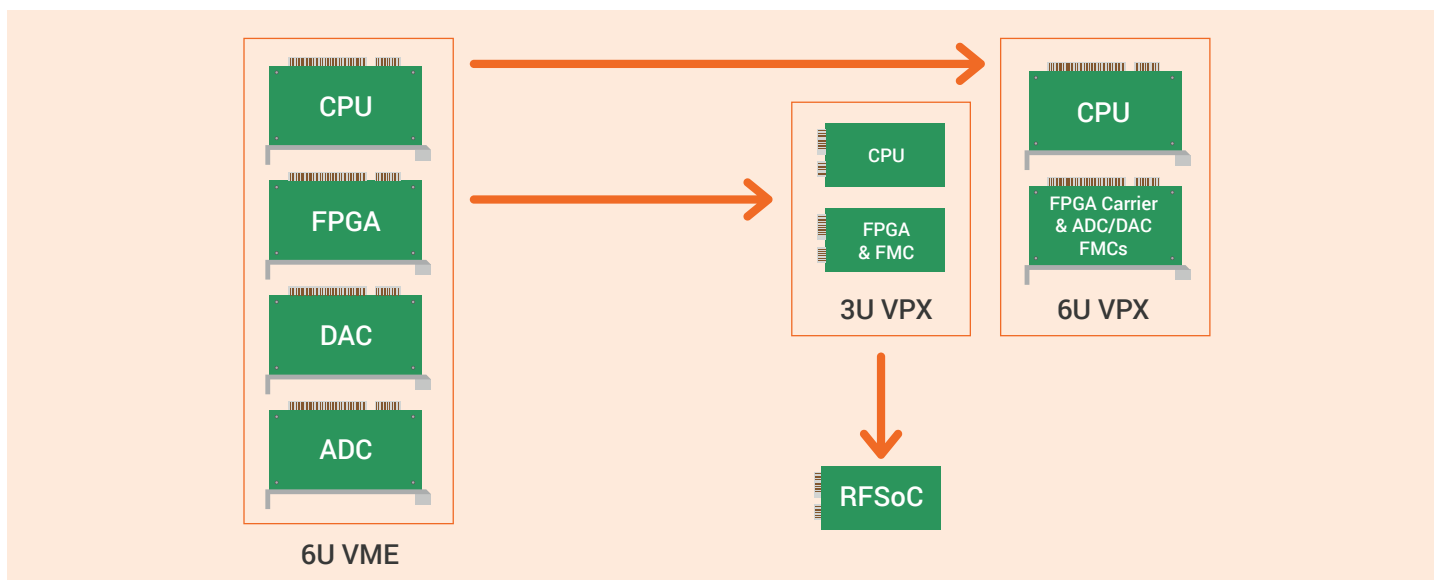 CPU
FPGA
DAC
ADC
6U VME
CPU
FPGA
& FMC
3U VPX
CPU
FPGA Carrier
& ADC/DAC
FMCs
6U VPX
RFSoC